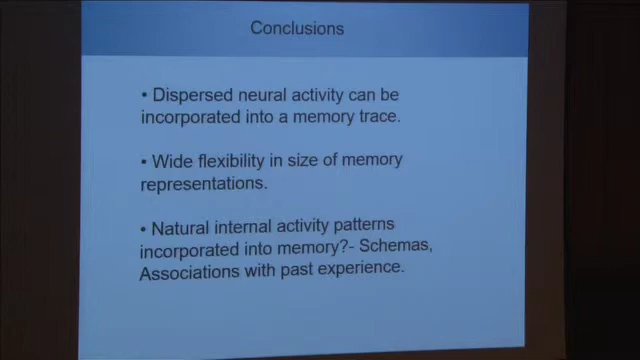 Conclusions
• Dispersed neural activity can be
incorporated into a memory trace.
• Wide flexibility in size of memory
representations.
• Natural internal activity patterns
incorporated into memory?- Schemas,
Associations with past experience.